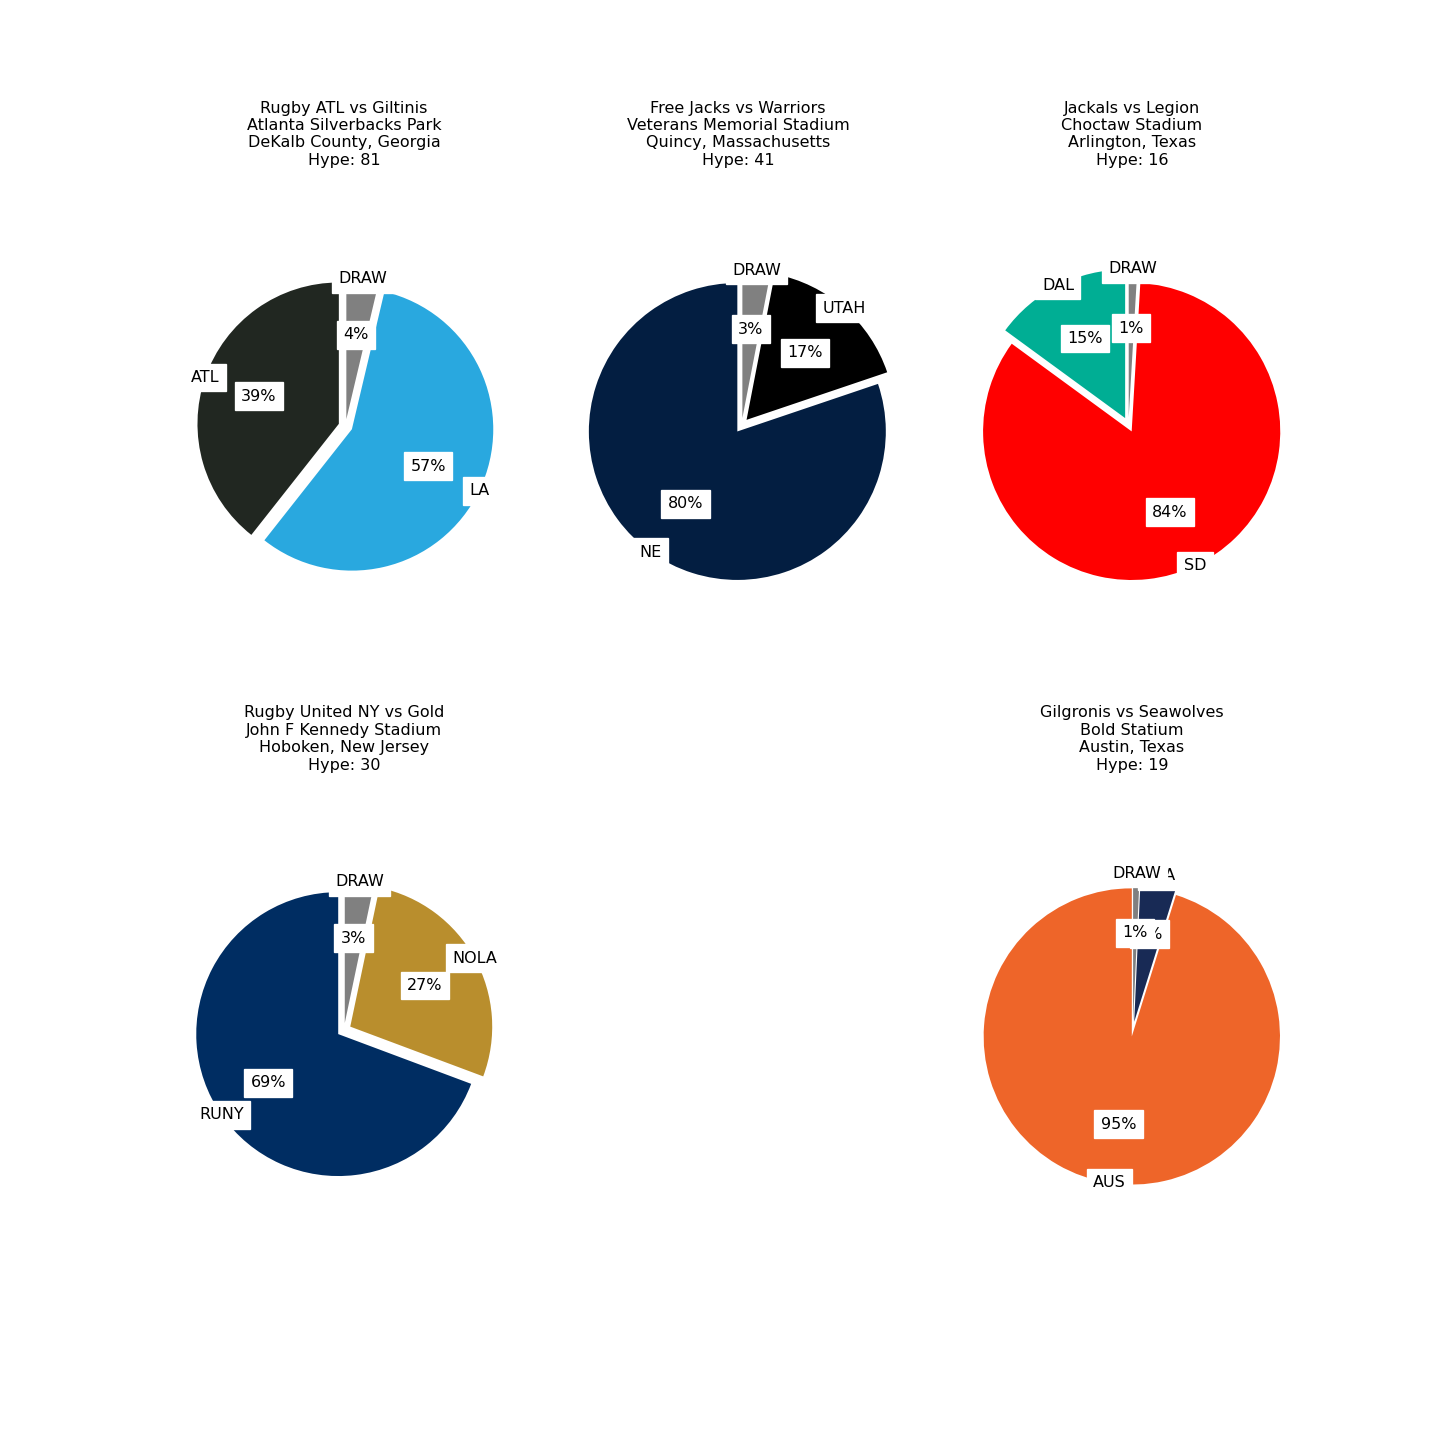 Rugby ATL vs Giltinis
Atlanta Silverbacks Park
DeKalb County, Georgia
Hype: 81
DRAW
4%
ATL
39%
57%
LA
Free Jacks vs Warriors
Veterans Memorial Stadium
Quincy, Massachusetts
Hype: 41
DRAW
UTAH
3%
17%
80%
NE
Jackals vs Legion
Choctaw Stadium
Arlington, Texas
Hype: 16
DRAW
DAL
1%
15%
84%
SD
Rugby United NY vs Gold
John F Kennedy Stadium
Hoboken, New Jersey
Hype: 30
DRAW
3%
NOLA
27%
69%
RUNY
Gilgronis vs Seawolves
Bold Statium
Austin, Texas
Hype: 19
DRAW
1%
95%
AUS